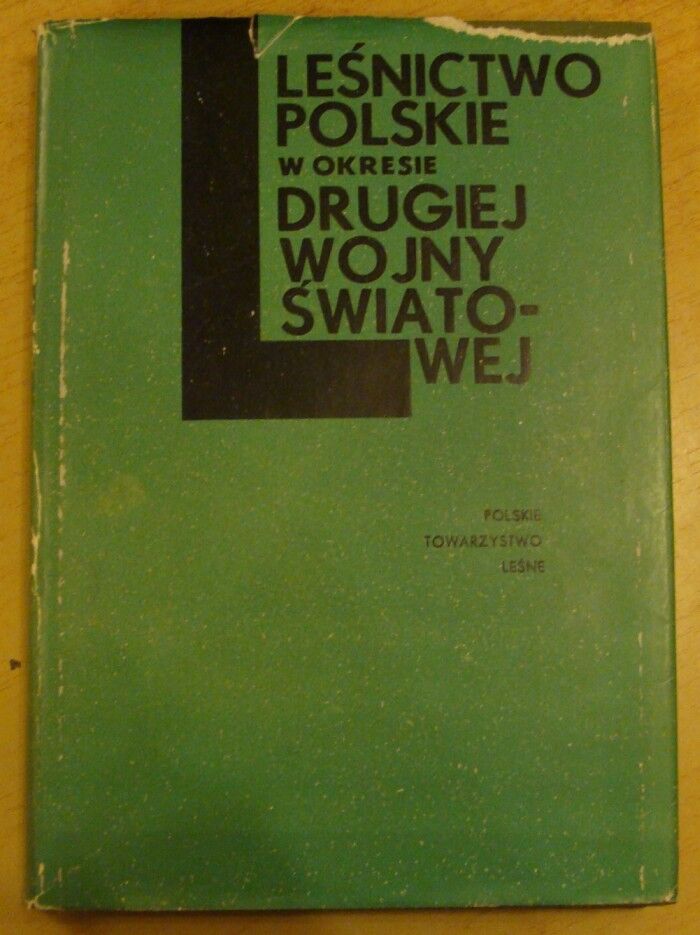 LEŚNICTWO
POLSKIE
W OKRESIE
DRUGIEJ
WOJNY
ŚWIATO-
WEJ
POLSKIE
TOWARZYSTWO
LEŚNE